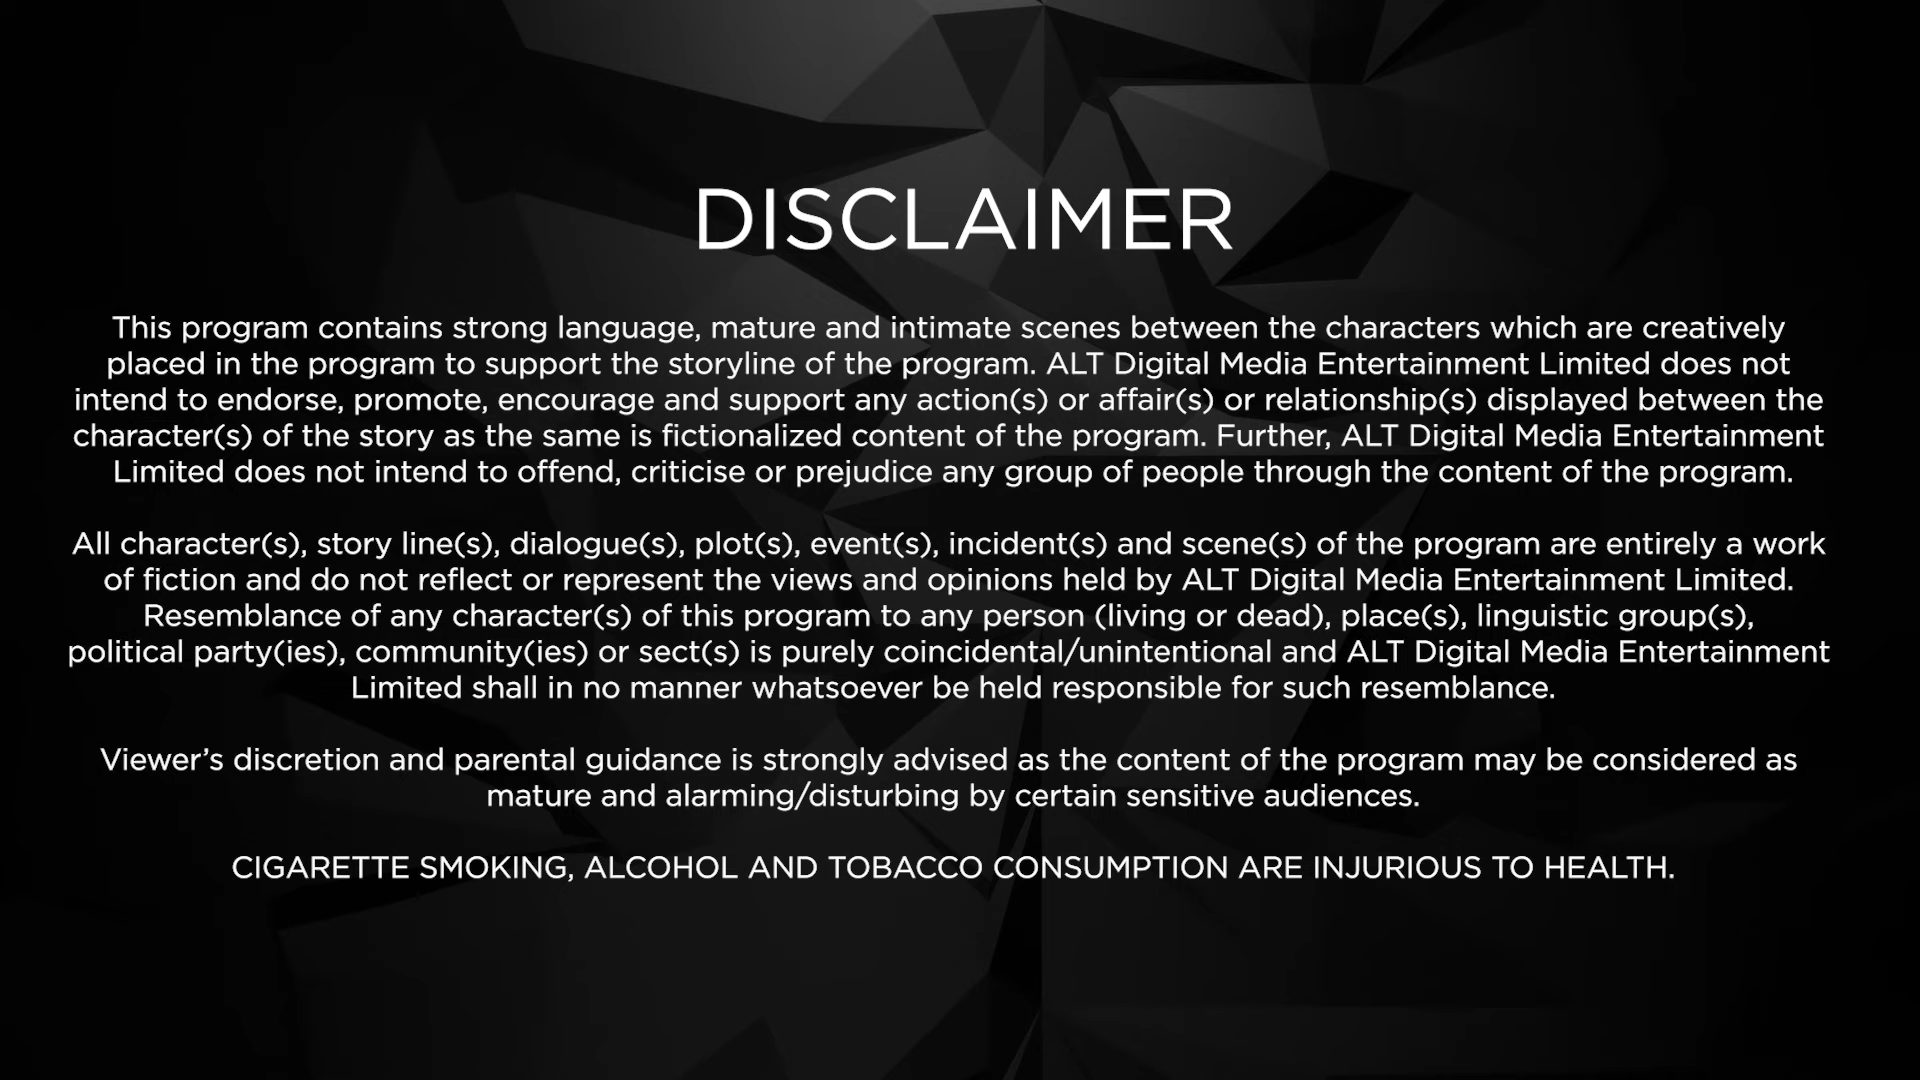 DISCLAIMER
This program contains strong language, mature and intimate scenes between the characters which are creatively
placed in the program to support the storyline of the program. ALT Digital Media Entertainment Limited does not
intend to endorse, promote, encourage and support any action(s) or affair(s) or relationship(s) displayed between the
character(s) of the story as the same is fictionalized content of the program. Further, ALT Digital Media Entertainment
Limited does not intend to offend, criticise or prejudice any group of people through the content of the program.
All character(s), story line(s), dialogue(s), plot(s), event(s), incident(s) and scene(s) of the program are entirely a work
of fiction and do not reflect or represent the views and opinions held by ALT Digital Media Entertainment Limited.
Resemblance of any character(s) of this program to any person (living or dead), place(s), linguistic group(s),
political party(ies), community(ies) or sect(s) is purely coincidental/unintentional and ALT Digital Media Entertainment
Limited shall in no manner whatsoever be held responsible for such resemblance.
Viewer’s discretion and parental guidance is strongly advised as the content of the program may be considered as
mature and alarming/disturbing by certain sensitive audiences.
CIGARETTE SMOKING, ALCOHOL AND TOBACCO CONSUMPTION ARE INJURIOUS TO HEALTH.